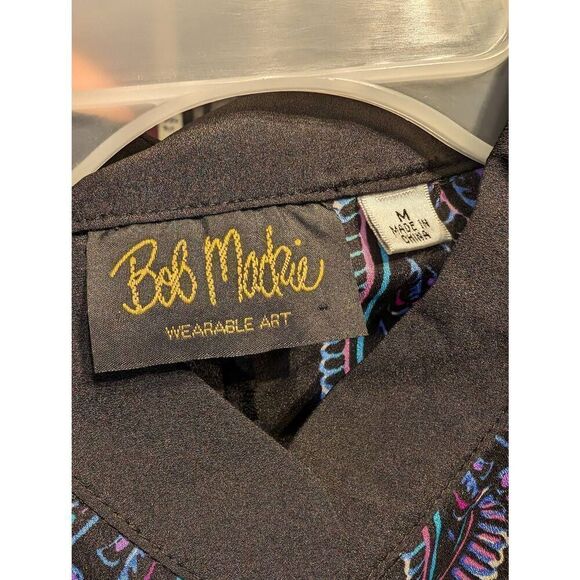 Bob Mackie
WEARABLE ART
M
MADE IN
CHINA